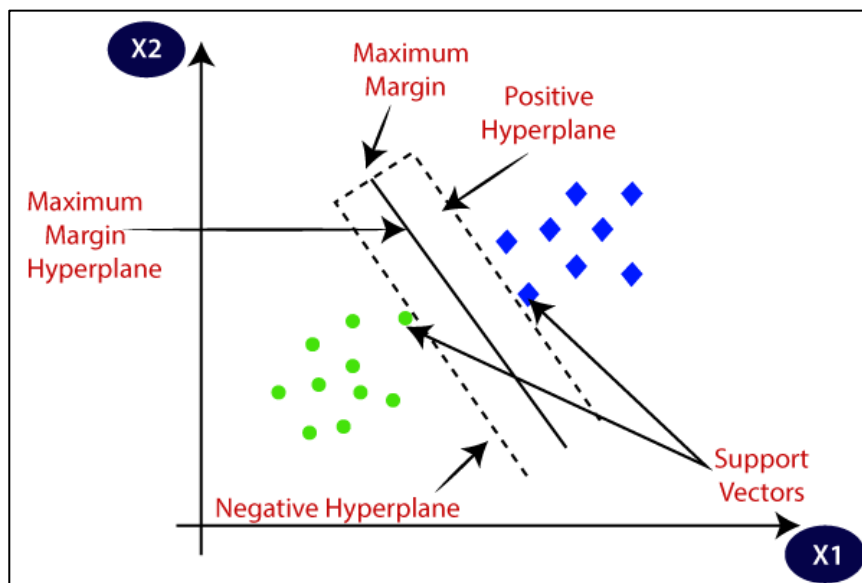 X2
Maximum
Margin
Positive
Hyperplane
Maximum
Margin
Hyperplane
Support
Vectors
Negative Hyperplane
X1